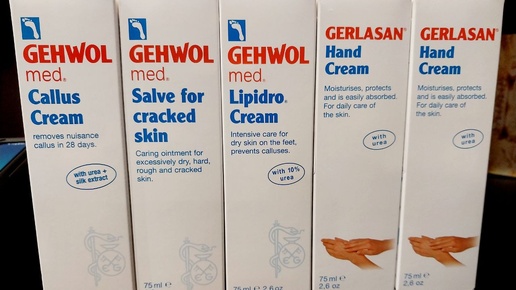 GEHWOL
med.®
Callus
Cream
removes nuisance
callus in 28 days.
with urea +
silk extract
GEHWOL
med.®
Salve for
cracked
skin
Caring ointment for
excessively dry, hard,
rough and cracked
skin.
75 ml e
GEHWOL
med.®
Lipidro®
Cream
Intensive care for
dry skin on the feet,
prevents calluses.
with 10%
urea
75 ml e 2,6 oz
GERLASAN®
Hand
Cream
Moisturises, protects
and is easily absorbed.
For daily care of
the skin.
with
urea
75 ml e
2,6 oz
GERLASAN®
Hand
Cream
Moisturises, protects
and is easily absorbed.
For daily care of
the skin.
with
urea
75 ml e
2,6 oz